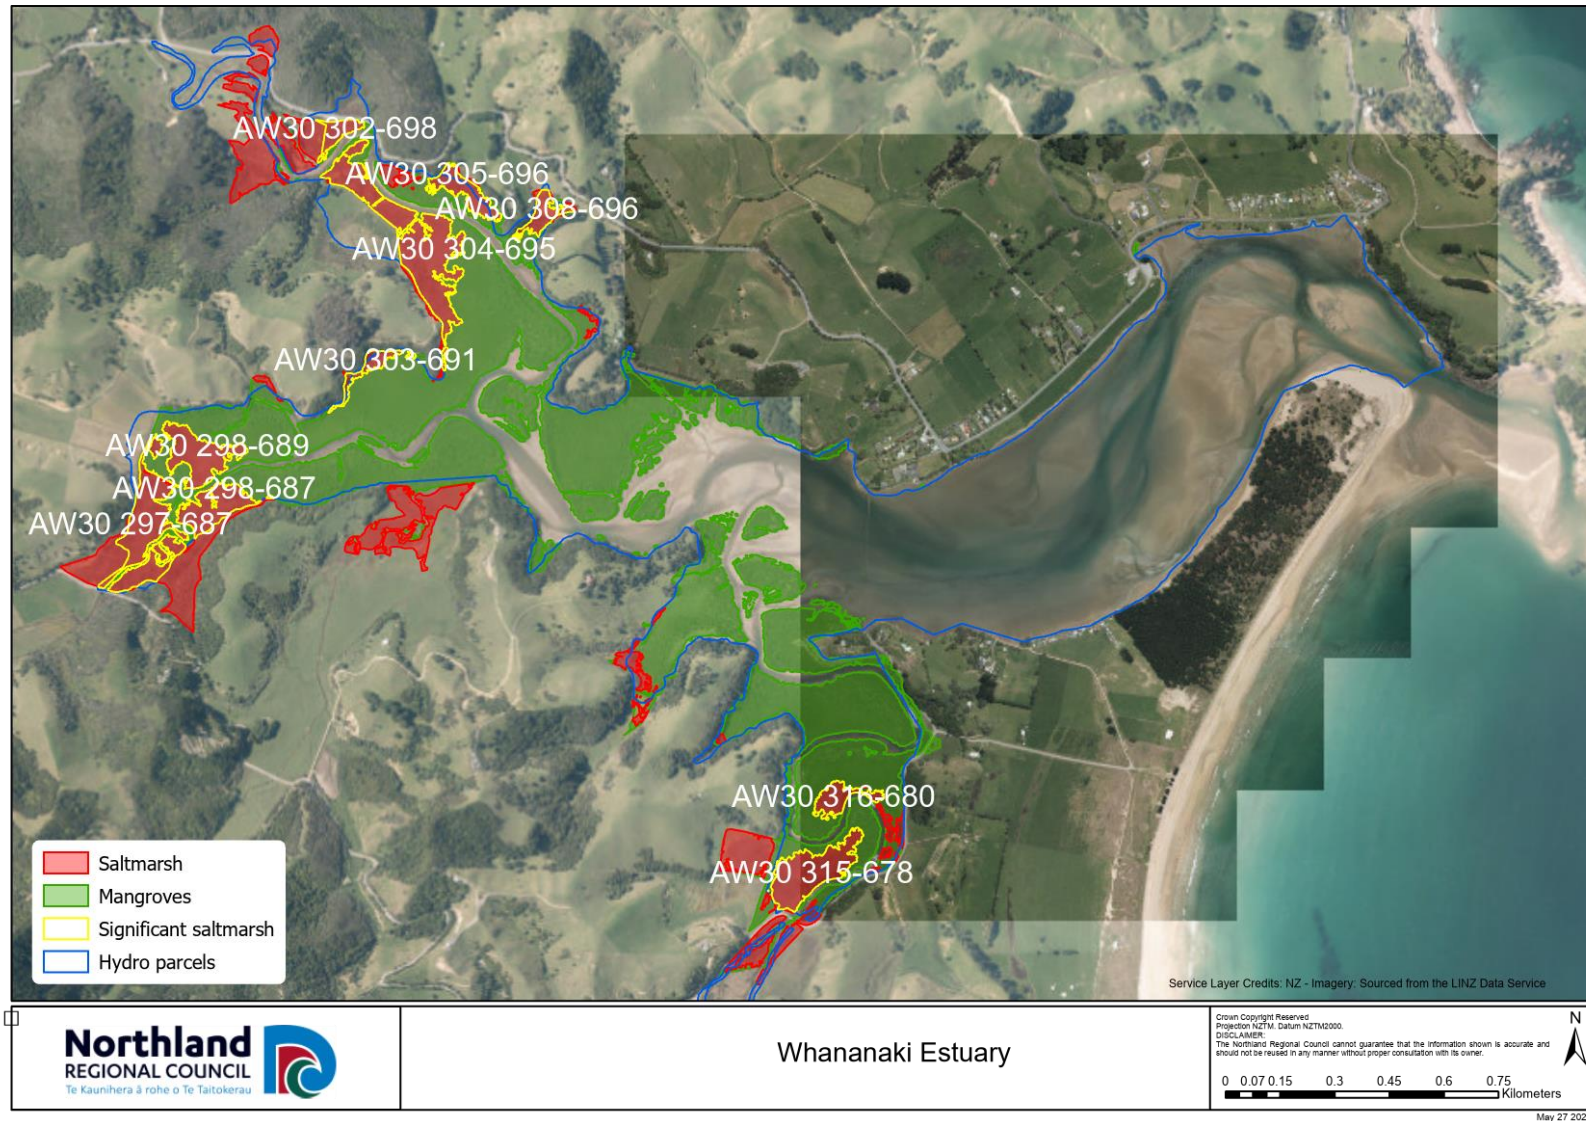 AW30 302-698
AW30 305-696
AW30 308-696
AW30 304-695
AW30 303-691
AW30 298-689
AW30 298-687
AW30 297-687
AW30 316-680
AW30 315-678
Saltmarsh
Mangroves
Significant saltmarsh
Hydro parcels
Service Layer Credits: NZ - Imagery: Sourced from the LINZ Data Service
Northland
REGIONAL COUNCIL
Te Kaunihera ā rohe o Te Taitokerau
Whananaki Estuary
Crown Copyright Reserved
Projection NZTM. Datum NZTM2000.
DISCLAIMER:
The Northland Regional Council cannot guarantee that the information shown is accurate and
should not be reused in any manner without proper consultation with its owner.
N
0 0.07 0.15 0.3 0.45 0.6 0.75
Kilometers
May 27 202